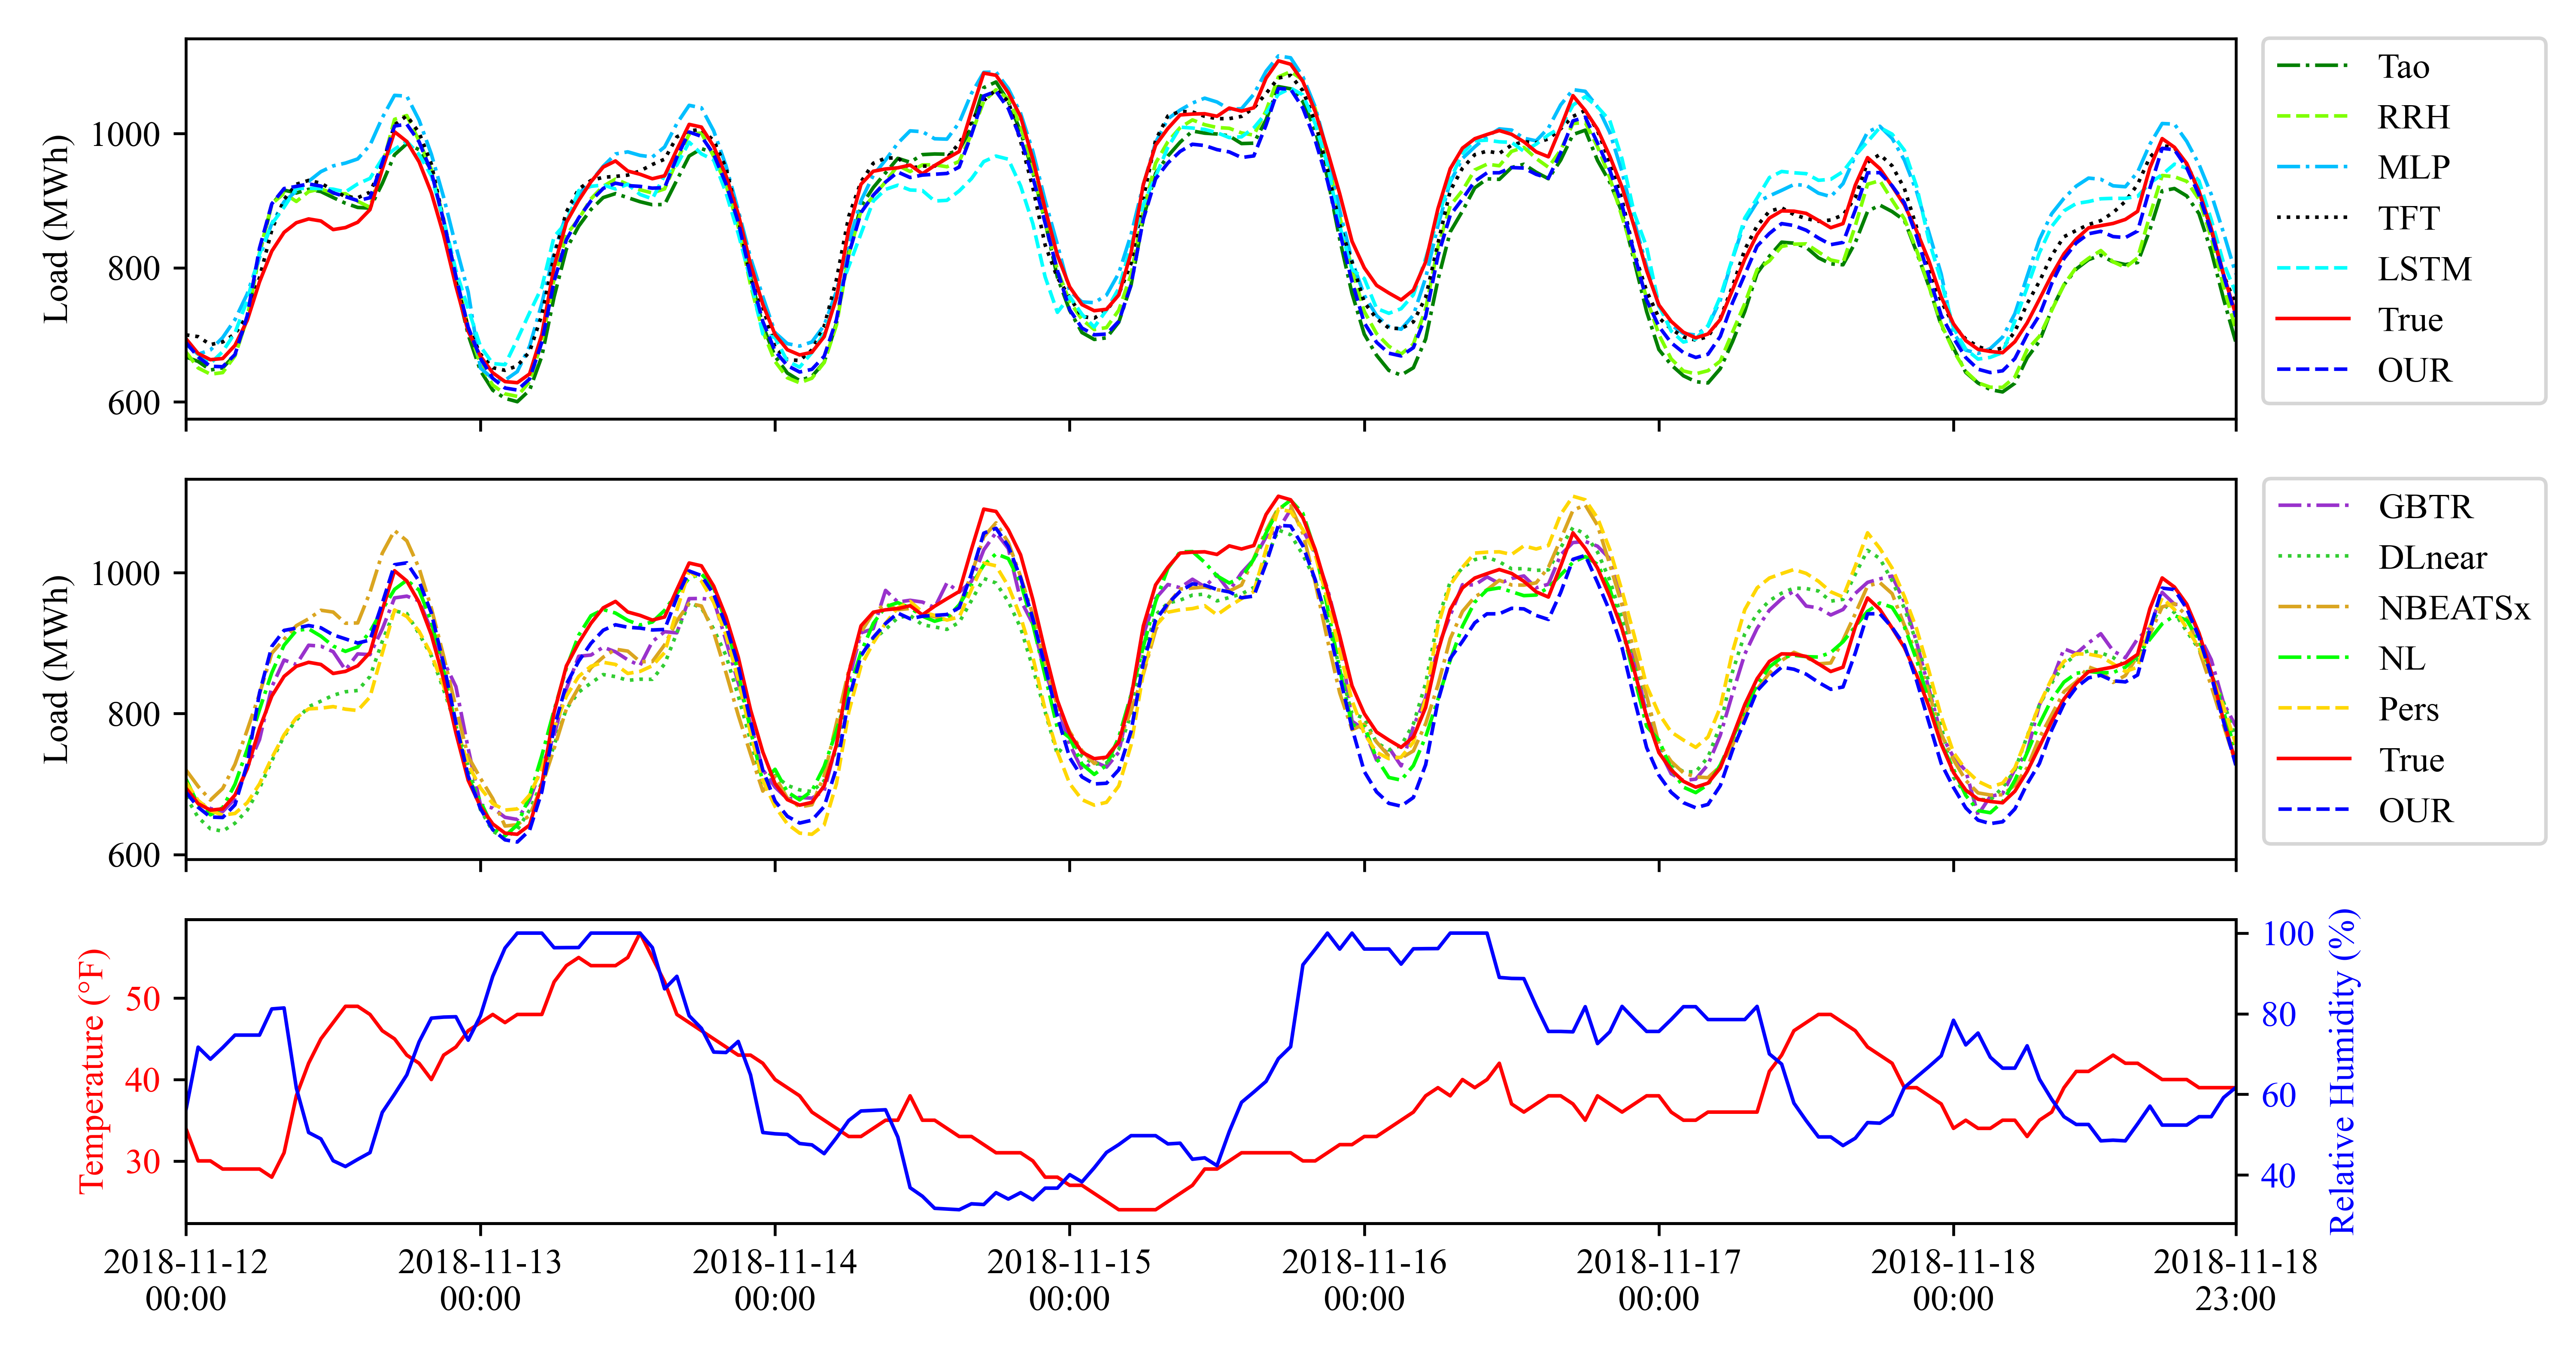 Load (MWh)
1000
800
600
Tao
RRH
MLP
TFT
LSTM
True
OUR
Load (MWh)
1000
800
600
GBTR
DLnear
NBEATSx
NL
Pers
True
OUR
Temperature (°F)
50
40
30
100
80
60
40
Relative Humidity (%)
2018-11-12
00:00
2018-11-13
00:00
2018-11-14
00:00
2018-11-15
00:00
2018-11-16
00:00
2018-11-17
00:00
2018-11-18
00:00
2018-11-18
23:00